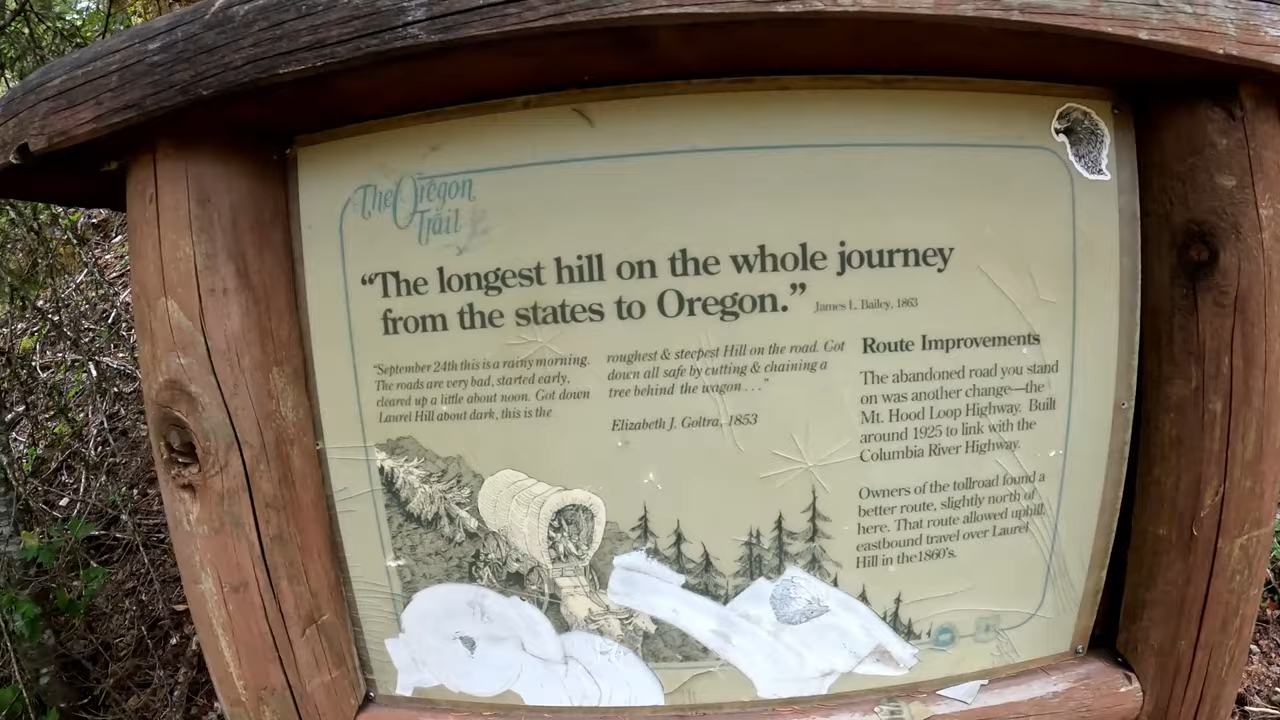 The Oregon
Trail
“The longest hill on the whole journey
from the states to Oregon.” James L. Bailey, 1863
“September 24th this is a rainy morning.
The roads are very bad, started early,
cleared up a little about noon. Got down
Laurel Hill about dark, this is the
roughest & steepest Hill on the road. Got
down all safe by cutting & chaining a
tree behind the wagon . . .”
Elizabeth J. Goltra, 1853
Route Improvements
The abandoned road you stand
on was another change—the
Mt. Hood Loop Highway. Built
around 1925 to link with the
Columbia River Highway.
Owners of the tollroad found a
better route, slightly north of
here. That route allowed uphill,
eastbound travel over Laurel
Hill in the 1860's.